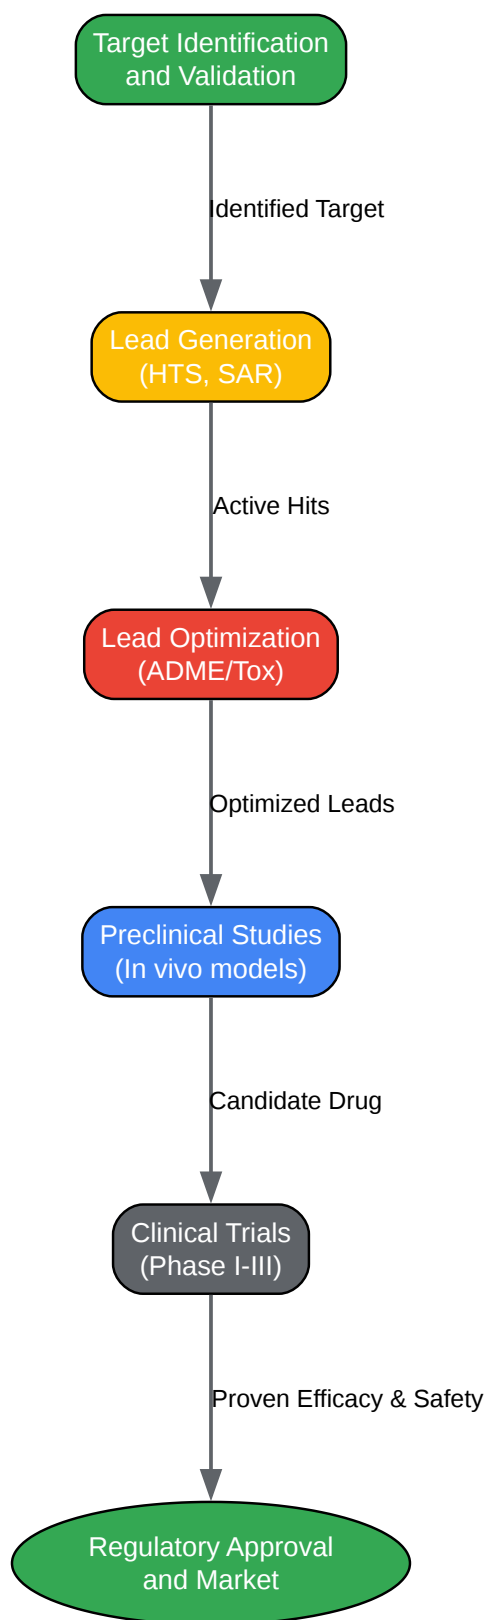 Target Identification
and Validation
Identified Target
Lead Generation
(HTS, SAR)
Active Hits
Lead Optimization
(ADME/Tox)
Optimized Leads
Preclinical Studies
(In vivo models)
Candidate Drug
Clinical Trials
(Phase I-III)
Proven Efficacy & Safety
Regulatory Approval
and Market